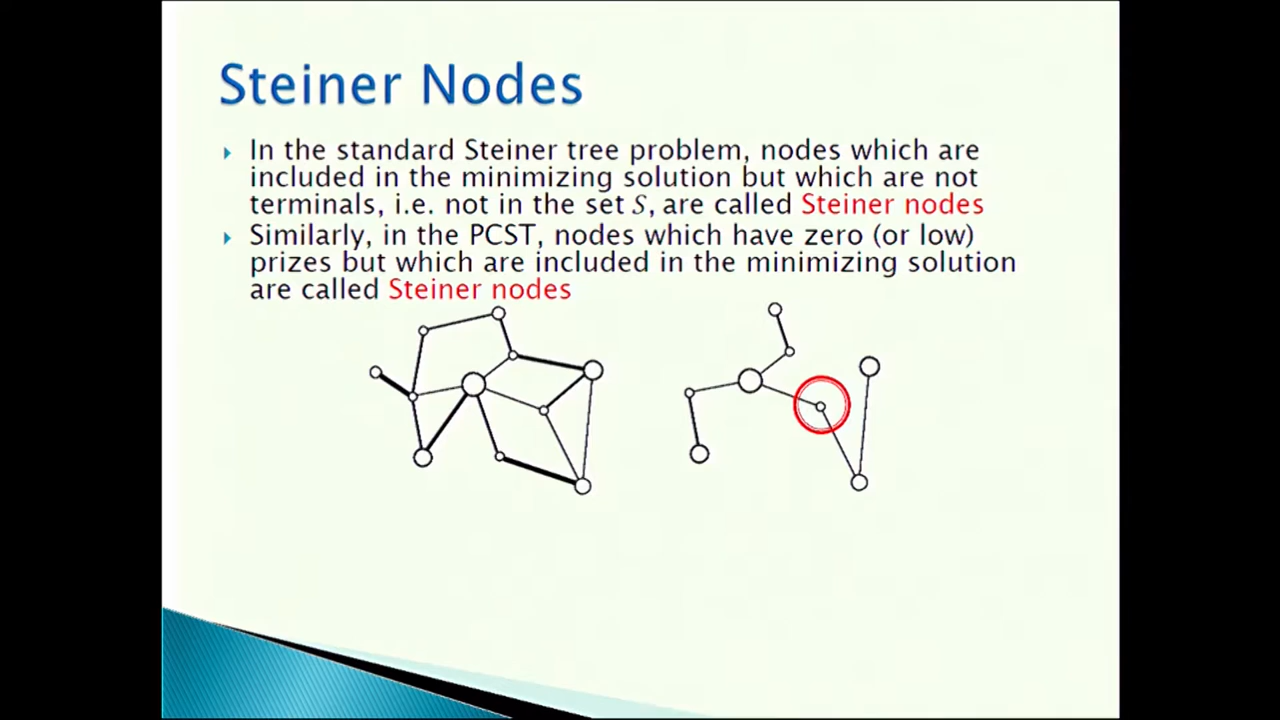 Steiner Nodes
In the standard Steiner tree problem, nodes which are
included in the minimizing solution but which are not
terminals, i.e. not in the set S, are called Steiner nodes
Similarly, in the PCST, nodes which have zero (or low)
prizes but which are included in the minimizing solution
are called Steiner nodes